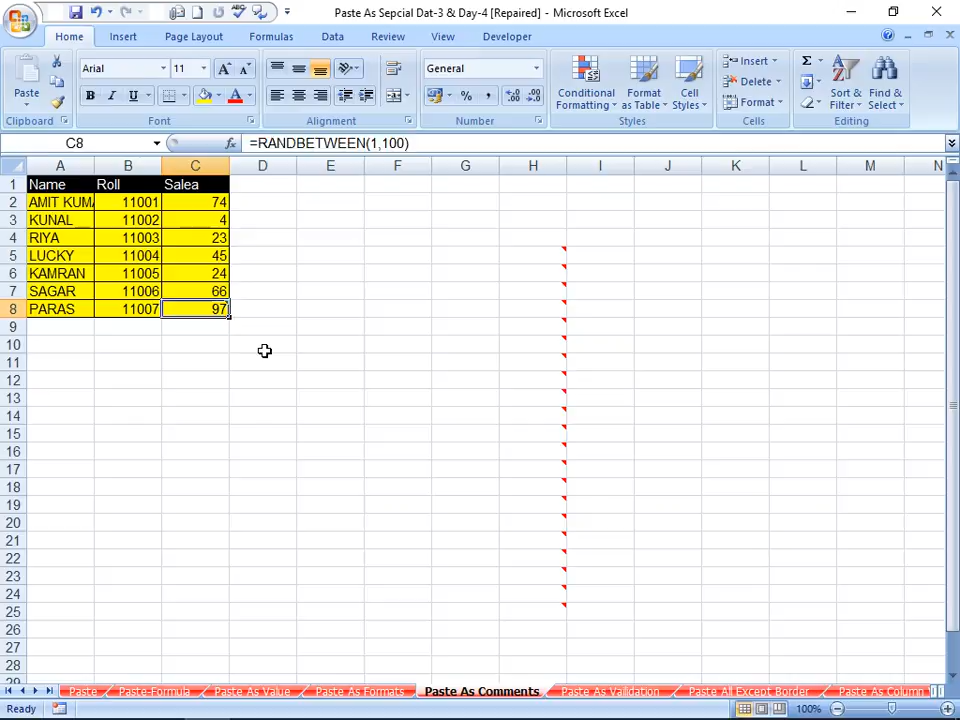 Paste As Sepcial Dat-3 & Day-4 [Repaired] - Microsoft Excel
Home Insert Page Layout Formulas Data Review View Developer
Paste Arial 11 General Conditional Formatting Format as Table Cell Styles Insert Delete Format Sort & Filter Find & Select
Clipboard Font Alignment Number Styles Cells Editing
C8 fx =RANDBETWEEN(1,100)
A B C D E F G H I J K L M N
1 Name Roll Salea
2 AMIT KUMA 11001 74
3 KUNAL 11002 4
4 RIYA 11003 23
5 LUCKY 11004 45
6 KAMRAN 11005 24
7 SAGAR 11006 66
8 PARAS 11007 97
9
10
11
12
13
14
15
16
17
18
19
20
21
22
23
24
25
26
27
28
29
Paste Paste Formula Paste As Value Paste As Formats Paste As Comments Paste As Vailidation Paste All Except Border Paste As Column
Ready 100%